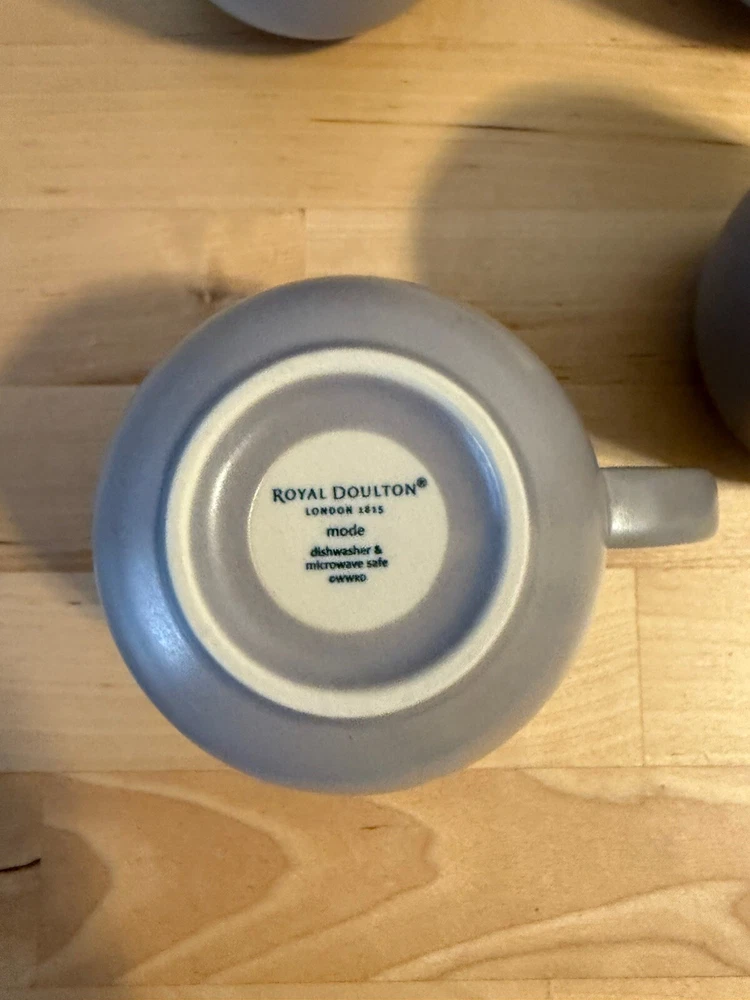 ROYAL DOULTON®
LONDON 1815
mode
dishwasher &
microwave safe
©WWRD